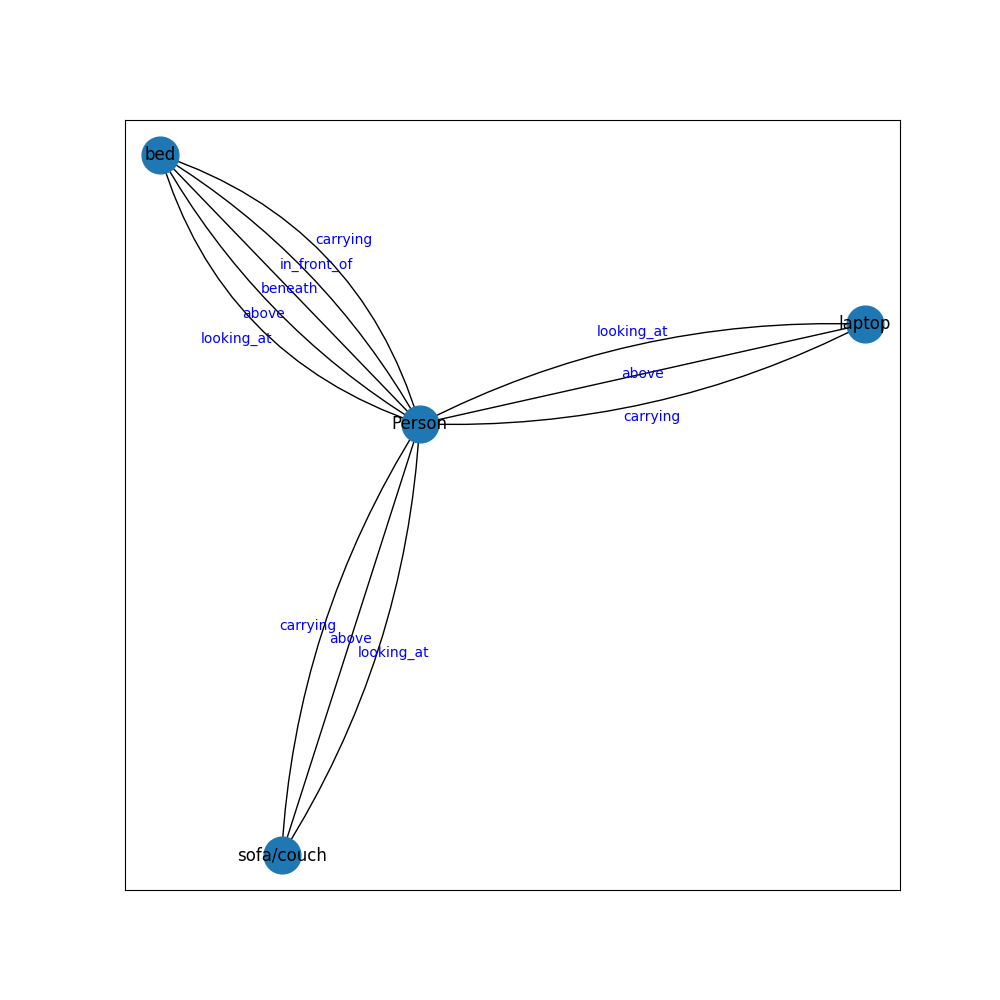 bed
carrying
in_front_of
beneath
above
looking_at
laptop
looking_at
above
carrying
Person
carrying
above
looking_at
sofa/couch